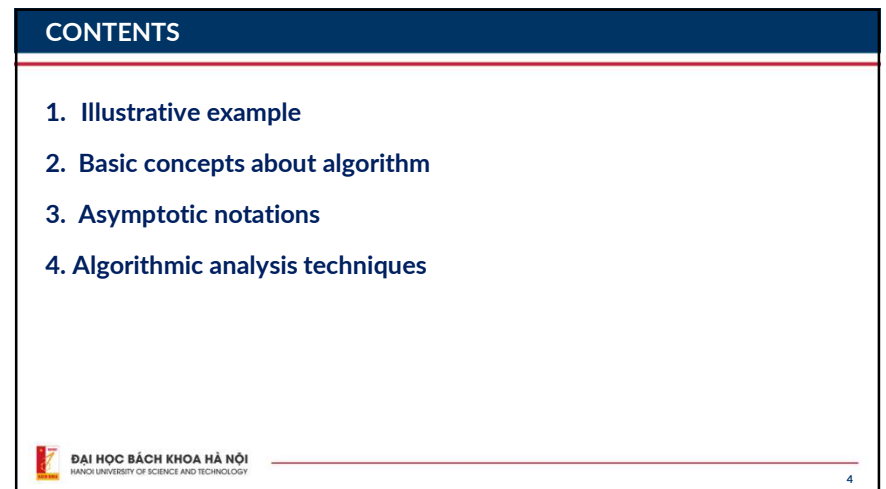 CONTENTS
1. Illustrative example
2. Basic concepts about algorithm
3. Asymptotic notations
4. Algorithmic analysis techniques
ĐẠI HỌC BÁCH KHOA HÀ NỘI
HANOI UNIVERSITY OF SCIENCE AND TECHNOLOGY
4